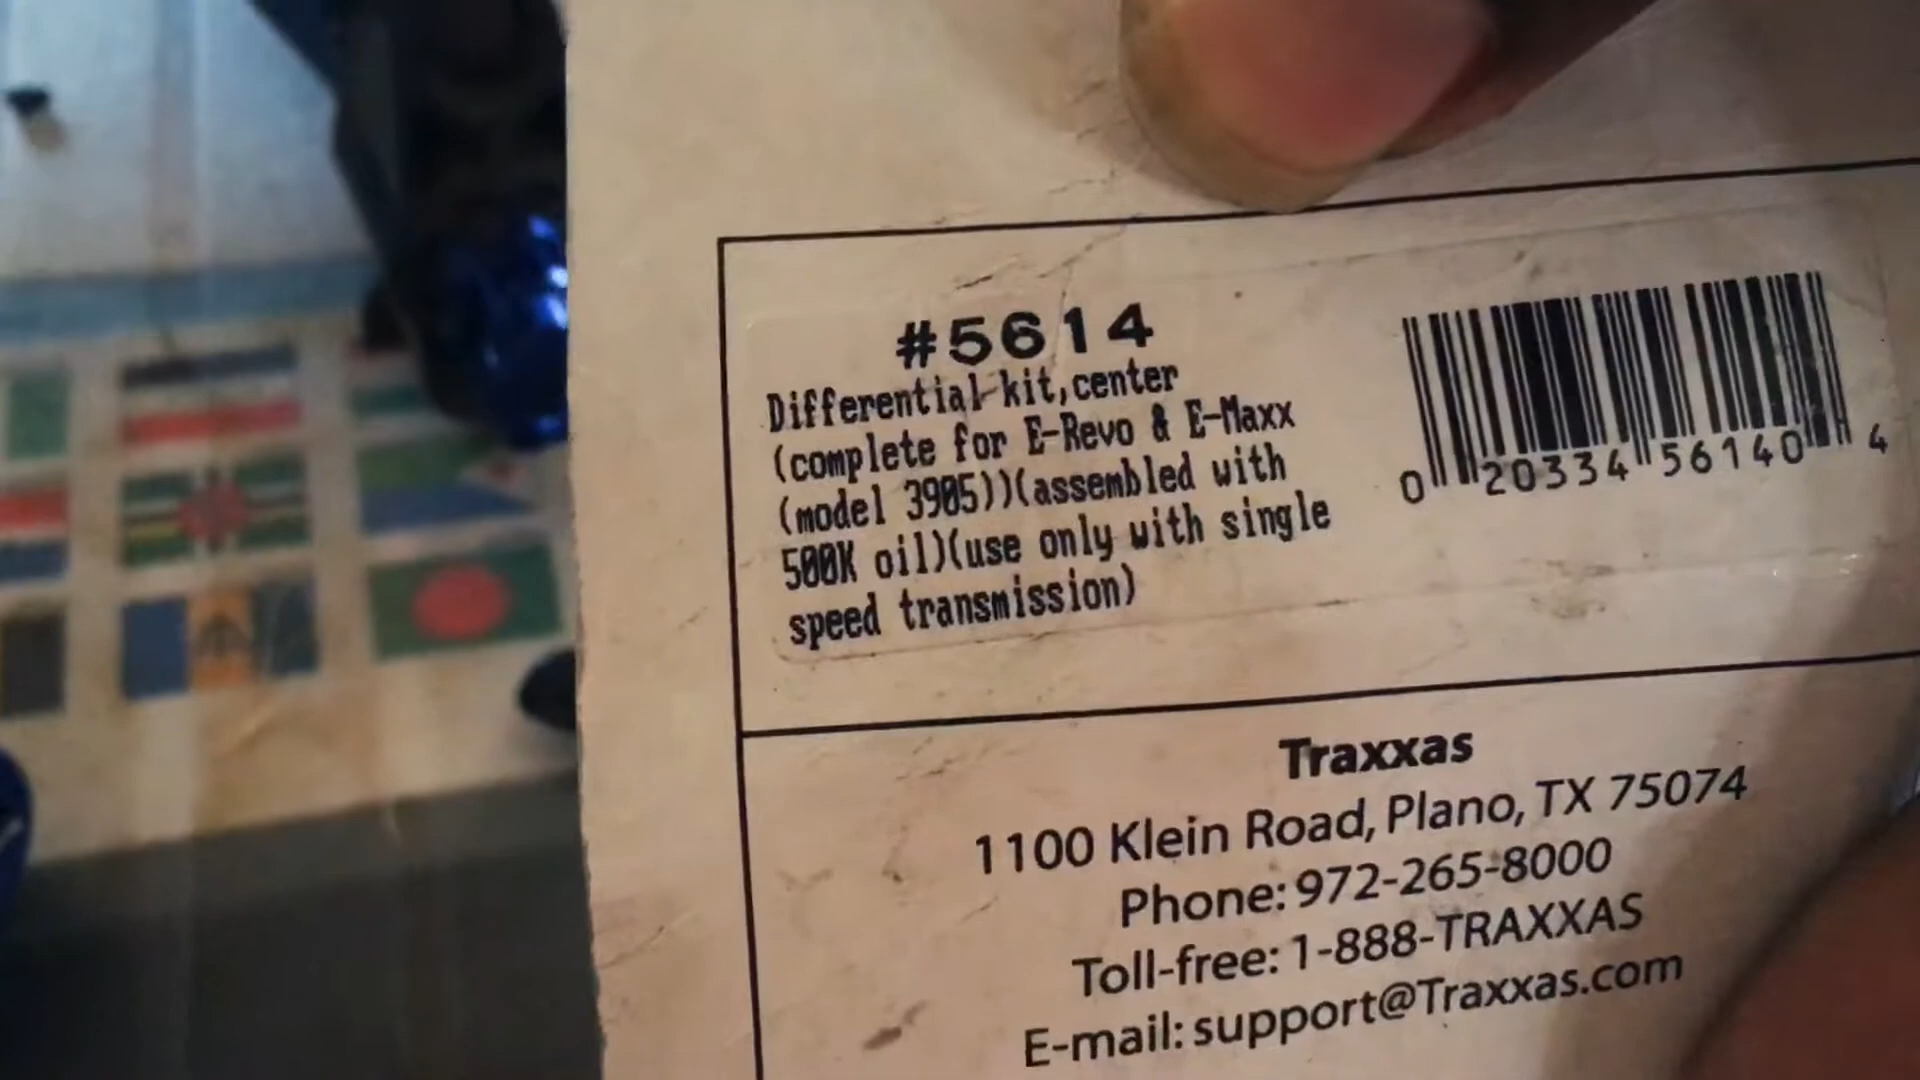 #5614
Differential kit,center
(complete for E-Revo & E-Maxx
(model 3905))(assembled with
500K oil)(use only with single
speed transmission)
0 20334 56140 4
Traxxas
1100 Klein Road, Plano, TX 75074
Phone: 972-265-8000
Toll-free: 1-888-TRAXXAS
E-mail: support@Traxxas.com